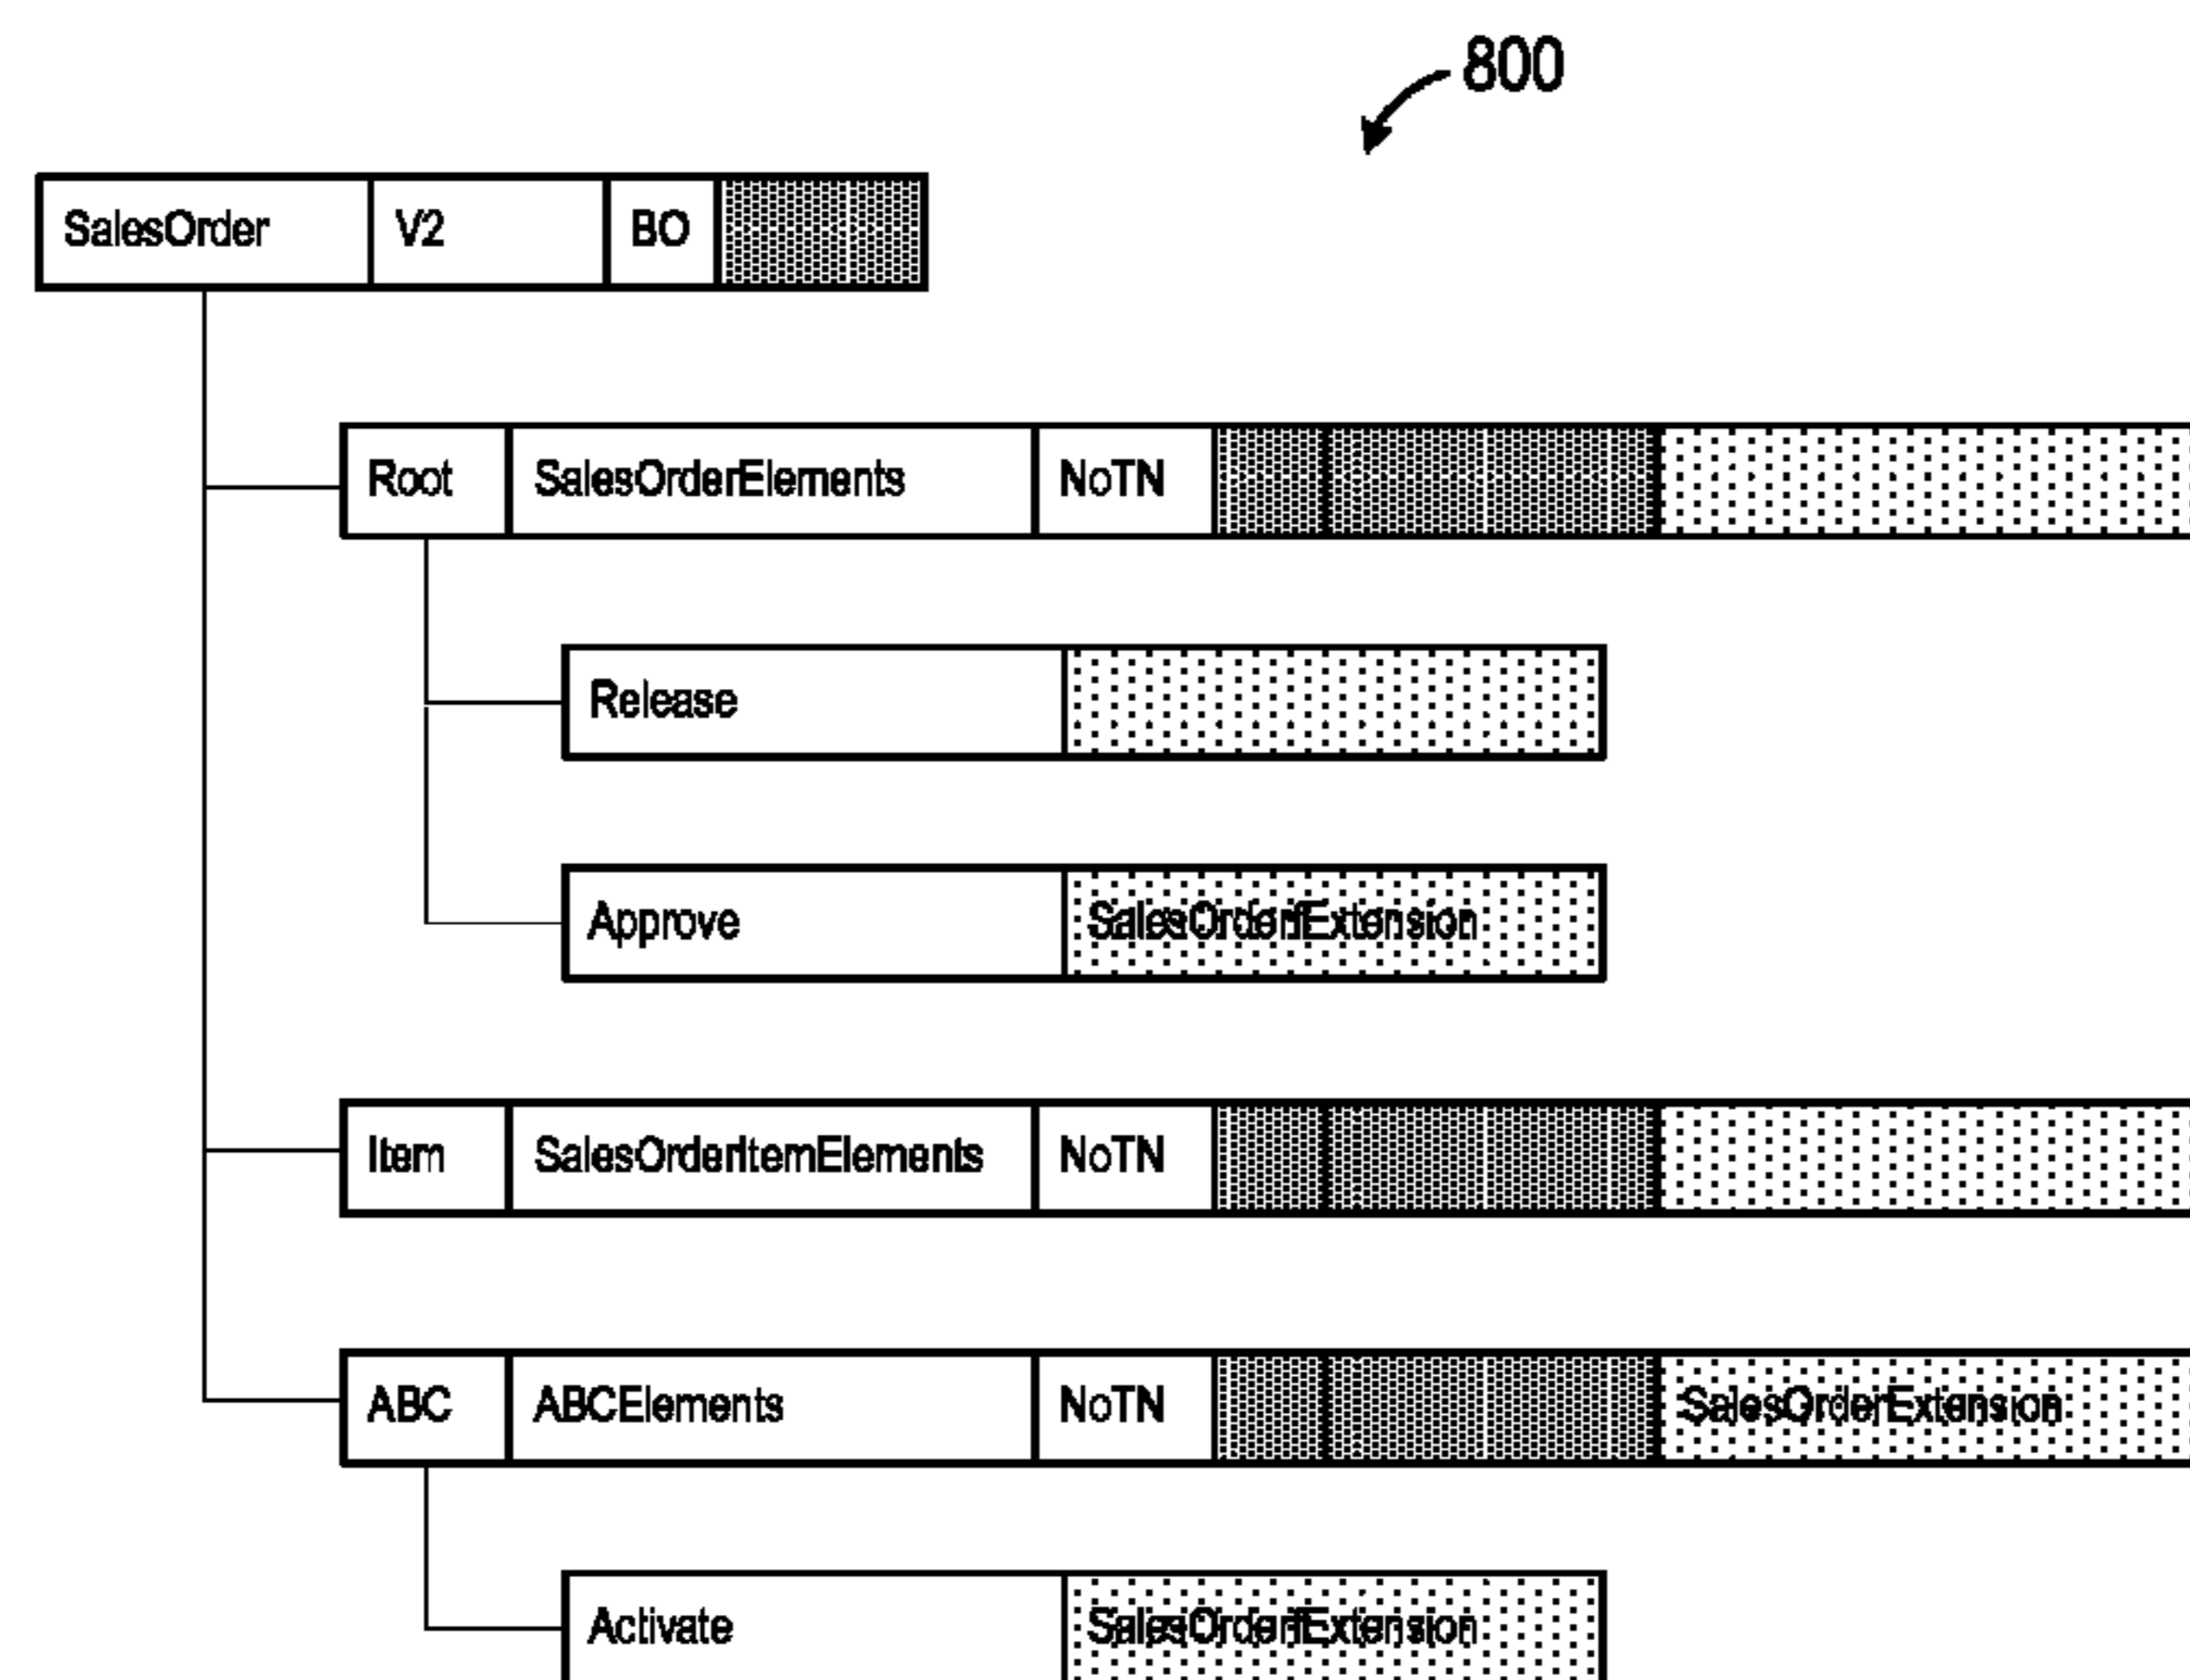 800
SalesOrder V2 BO
Root SalesOrderElements NoTN
Release
Approve SalesOrderExtension
Item SalesOrderItemElements NoTN
ABC ABCElements NoTN SalesOrderExtension
Activate SalesOrderExtension